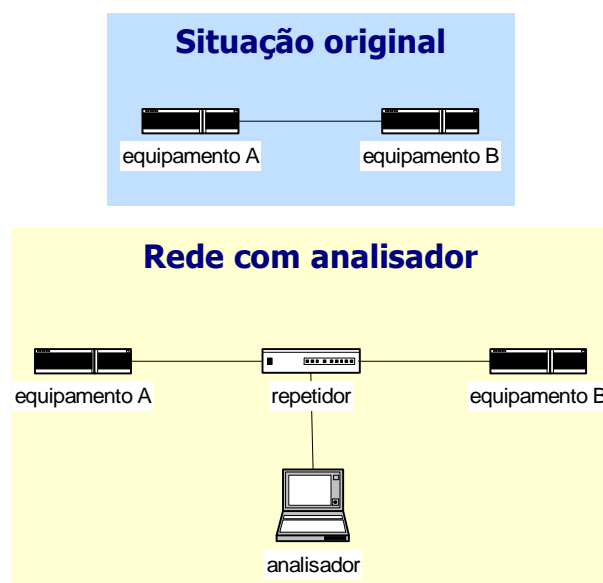 Situação original
equipamento A equipamento B
Rede com analisador
equipamento A repetidor equipamento B
analisador